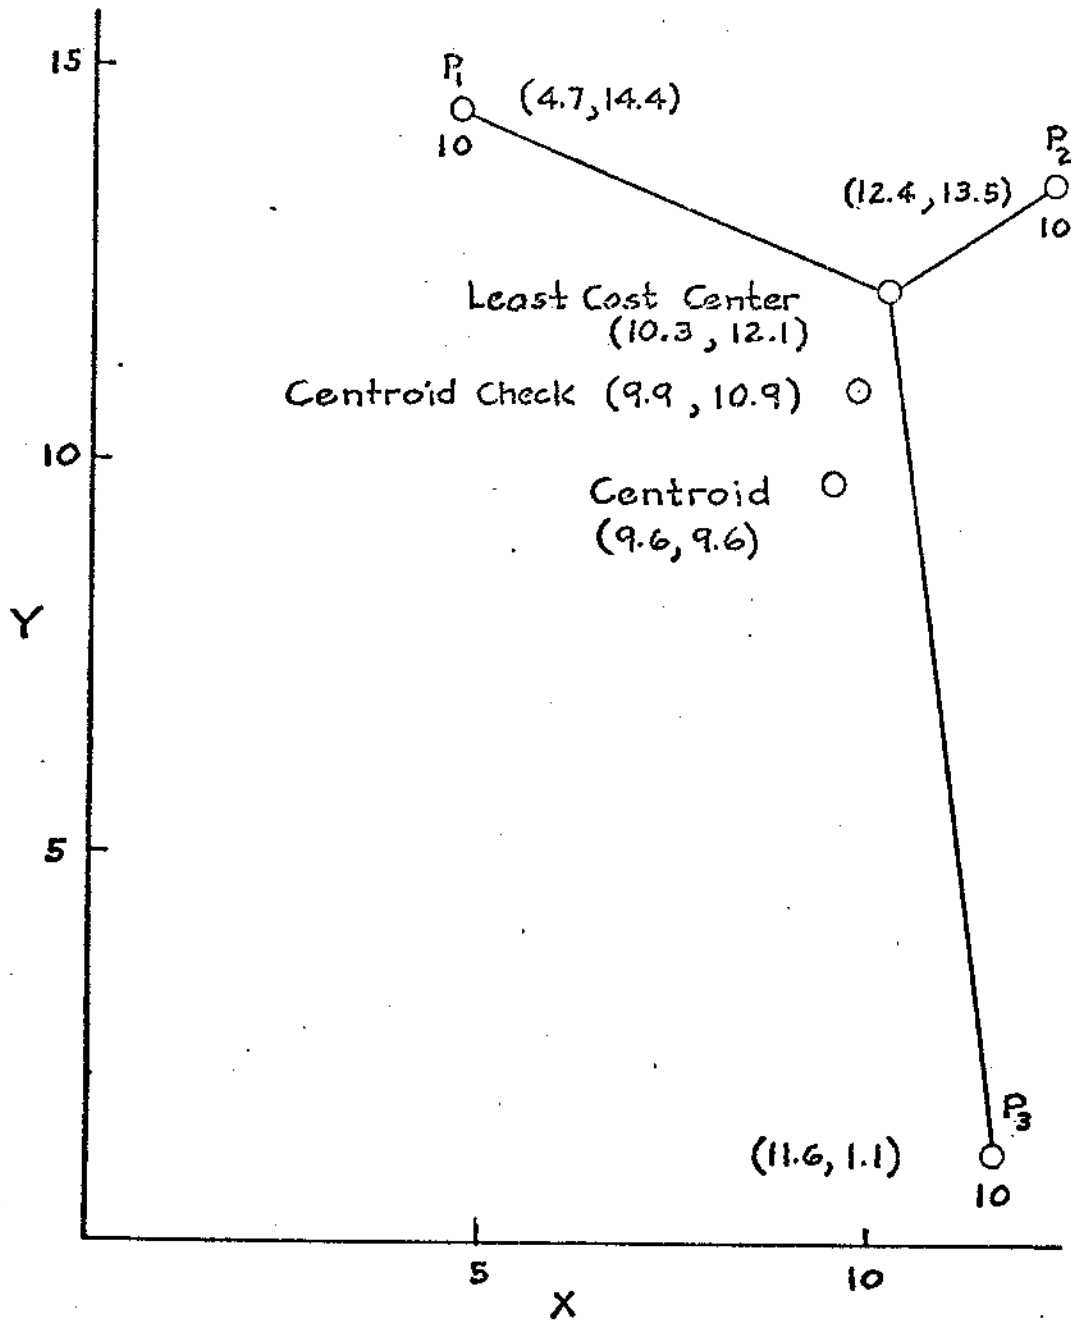 15
P₁
(4.7, 14.4)
10
P₂
(12.4, 13.5)
10
Least Cost Center
(10.3, 12.1)
Centroid Check (9.9, 10.9)
10
Centroid
(9.6, 9.6)
Y
5
P₃
(11.6, 1.1)
10
5
10
X